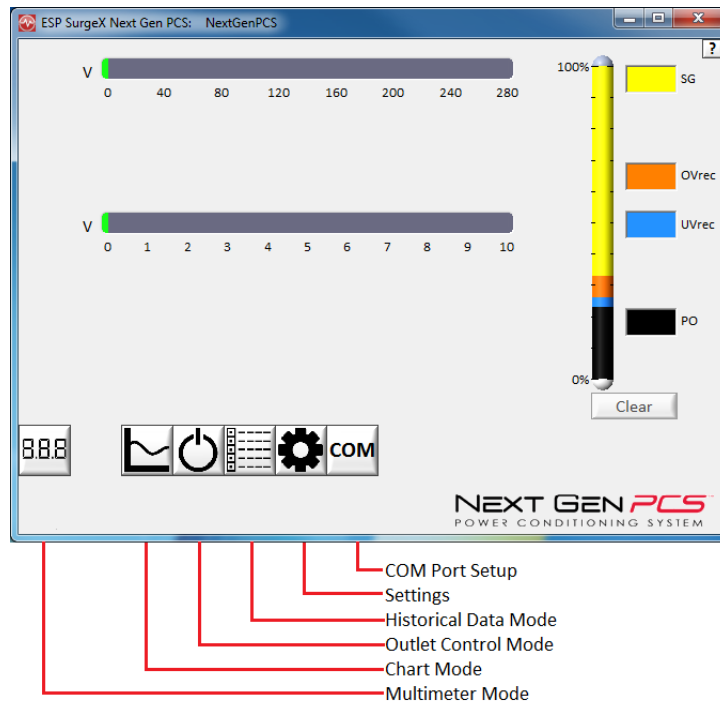 ESP SurgeX Next Gen PCS: NextGenPCS
?
V
0 40 80 120 160 200 240 280
V
0 1 2 3 4 5 6 7 8 9 10
100%
SG
OVrec
UVrec
PO
0%
Clear
8.8.8
COM
NEXT GEN PCS
POWER CONDITIONING SYSTEM
COM Port Setup
Settings
Historical Data Mode
Outlet Control Mode
Chart Mode
Multimeter Mode